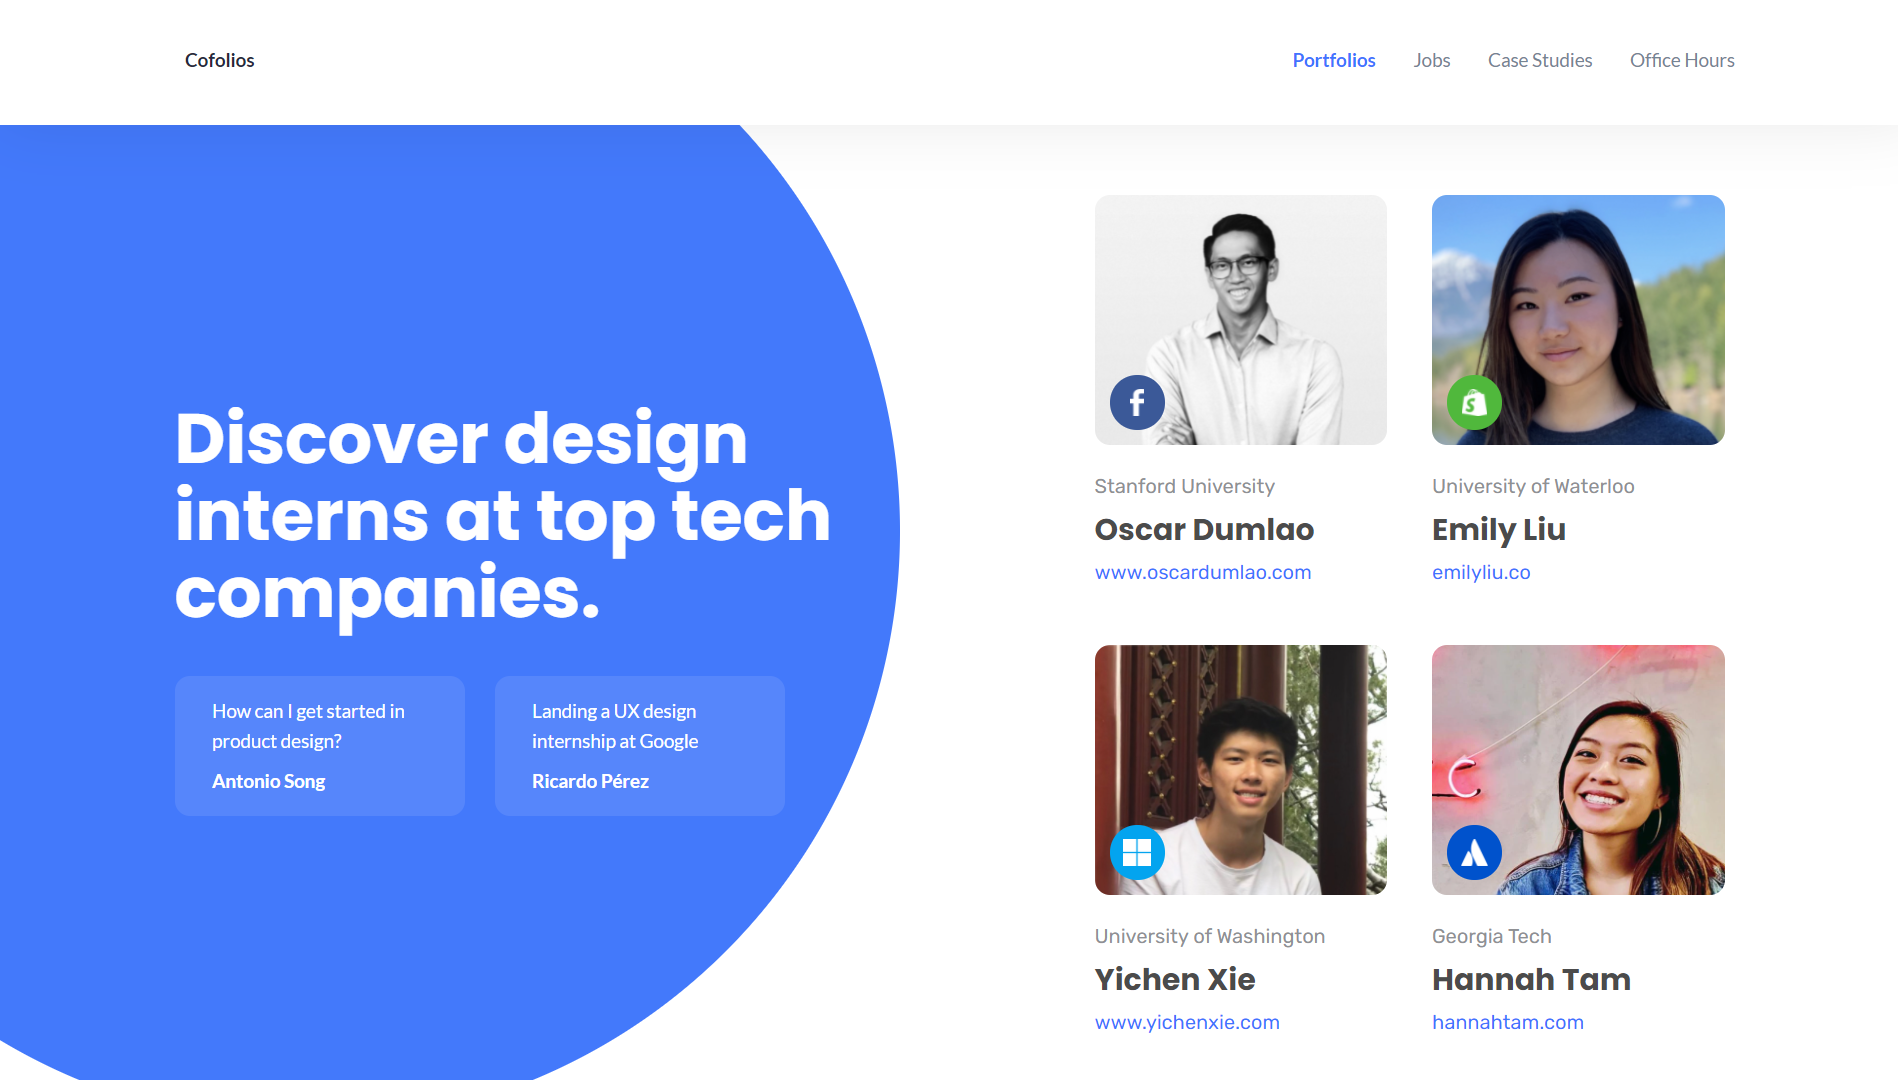 Cofolios
Portfolios
Jobs
Case Studies
Office Hours
Discover design
interns at top tech
companies.
How can I get started in
product design?
Antonio Song
Landing a UX design
internship at Google
Ricardo Pérez
Stanford University
Oscar Dumlao
www.oscardumlao.com
University of Waterloo
Emily Liu
emilyliu.co
University of Washington
Yichen Xie
www.yichenxie.com
Georgia Tech
Hannah Tam
hannahtam.com